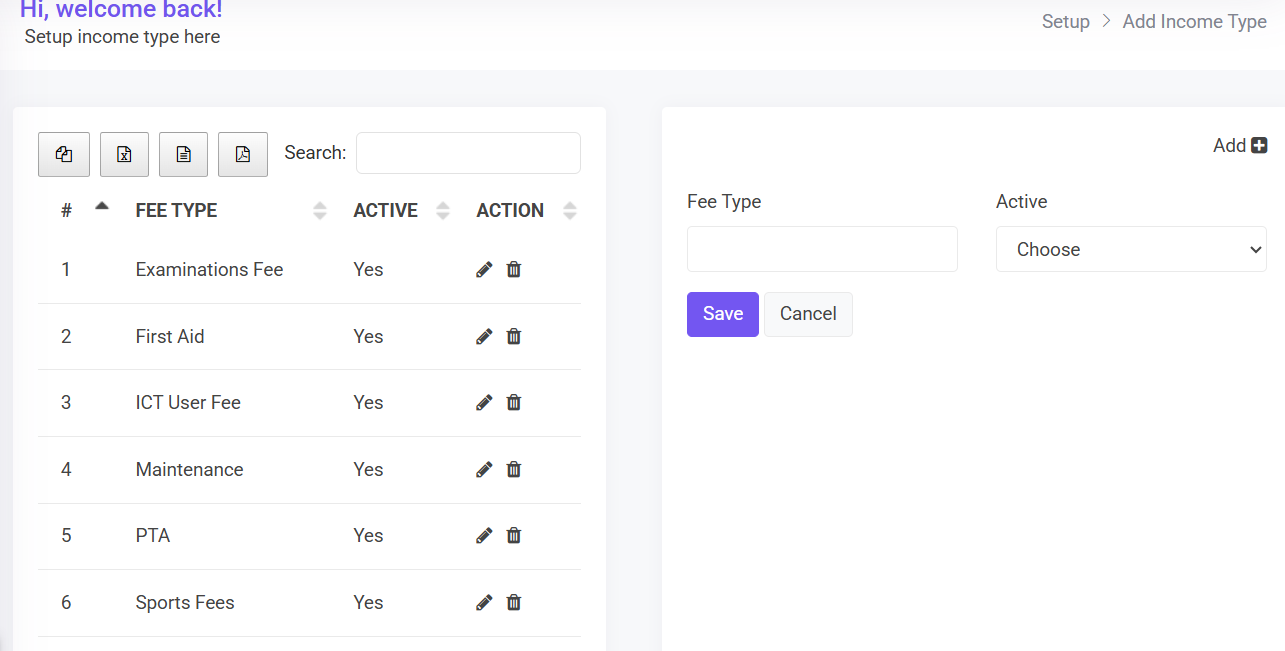 Hi, welcome back!
Setup income type here
Setup > Add Income Type
Search:
# FEE TYPE ACTIVE ACTION
1 Examinations Fee Yes
2 First Aid Yes
3 ICT User Fee Yes
4 Maintenance Yes
5 PTA Yes
6 Sports Fees Yes
Add
Fee Type Active
Choose
Save Cancel